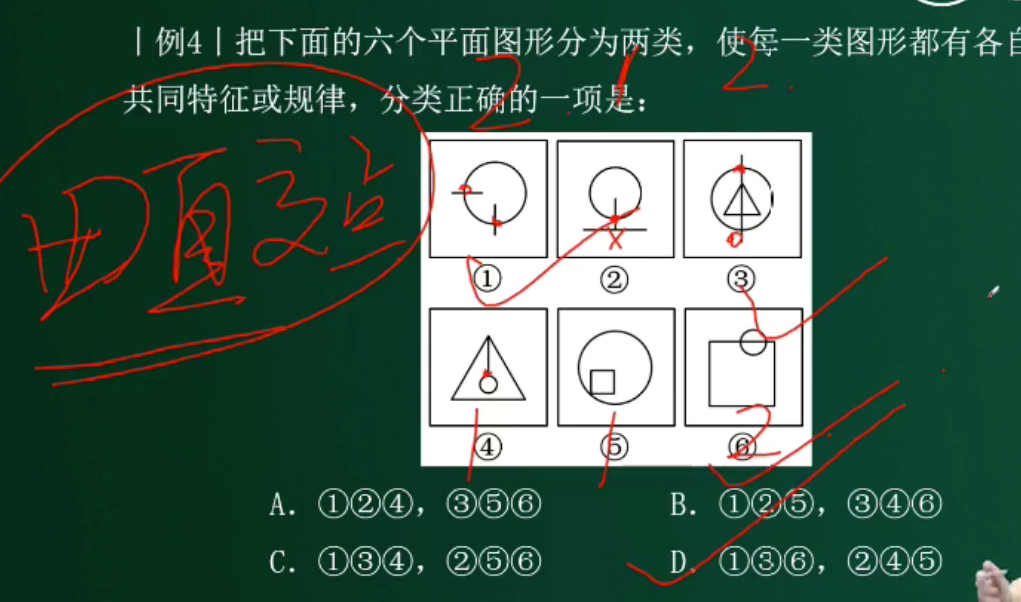 ｜例4｜把下面的六个平面图形分为两类，使每一类图形都有各自
共同特征或规律，分类正确的一项是：
2 1 2
曲直交点
① ② ③
④ ⑤ ⑥
1 1 2
A. ①②④，③⑤⑥ B. ①②⑤，③④⑥
C. ①③④，②⑤⑥ D. ①③⑥，②④⑤